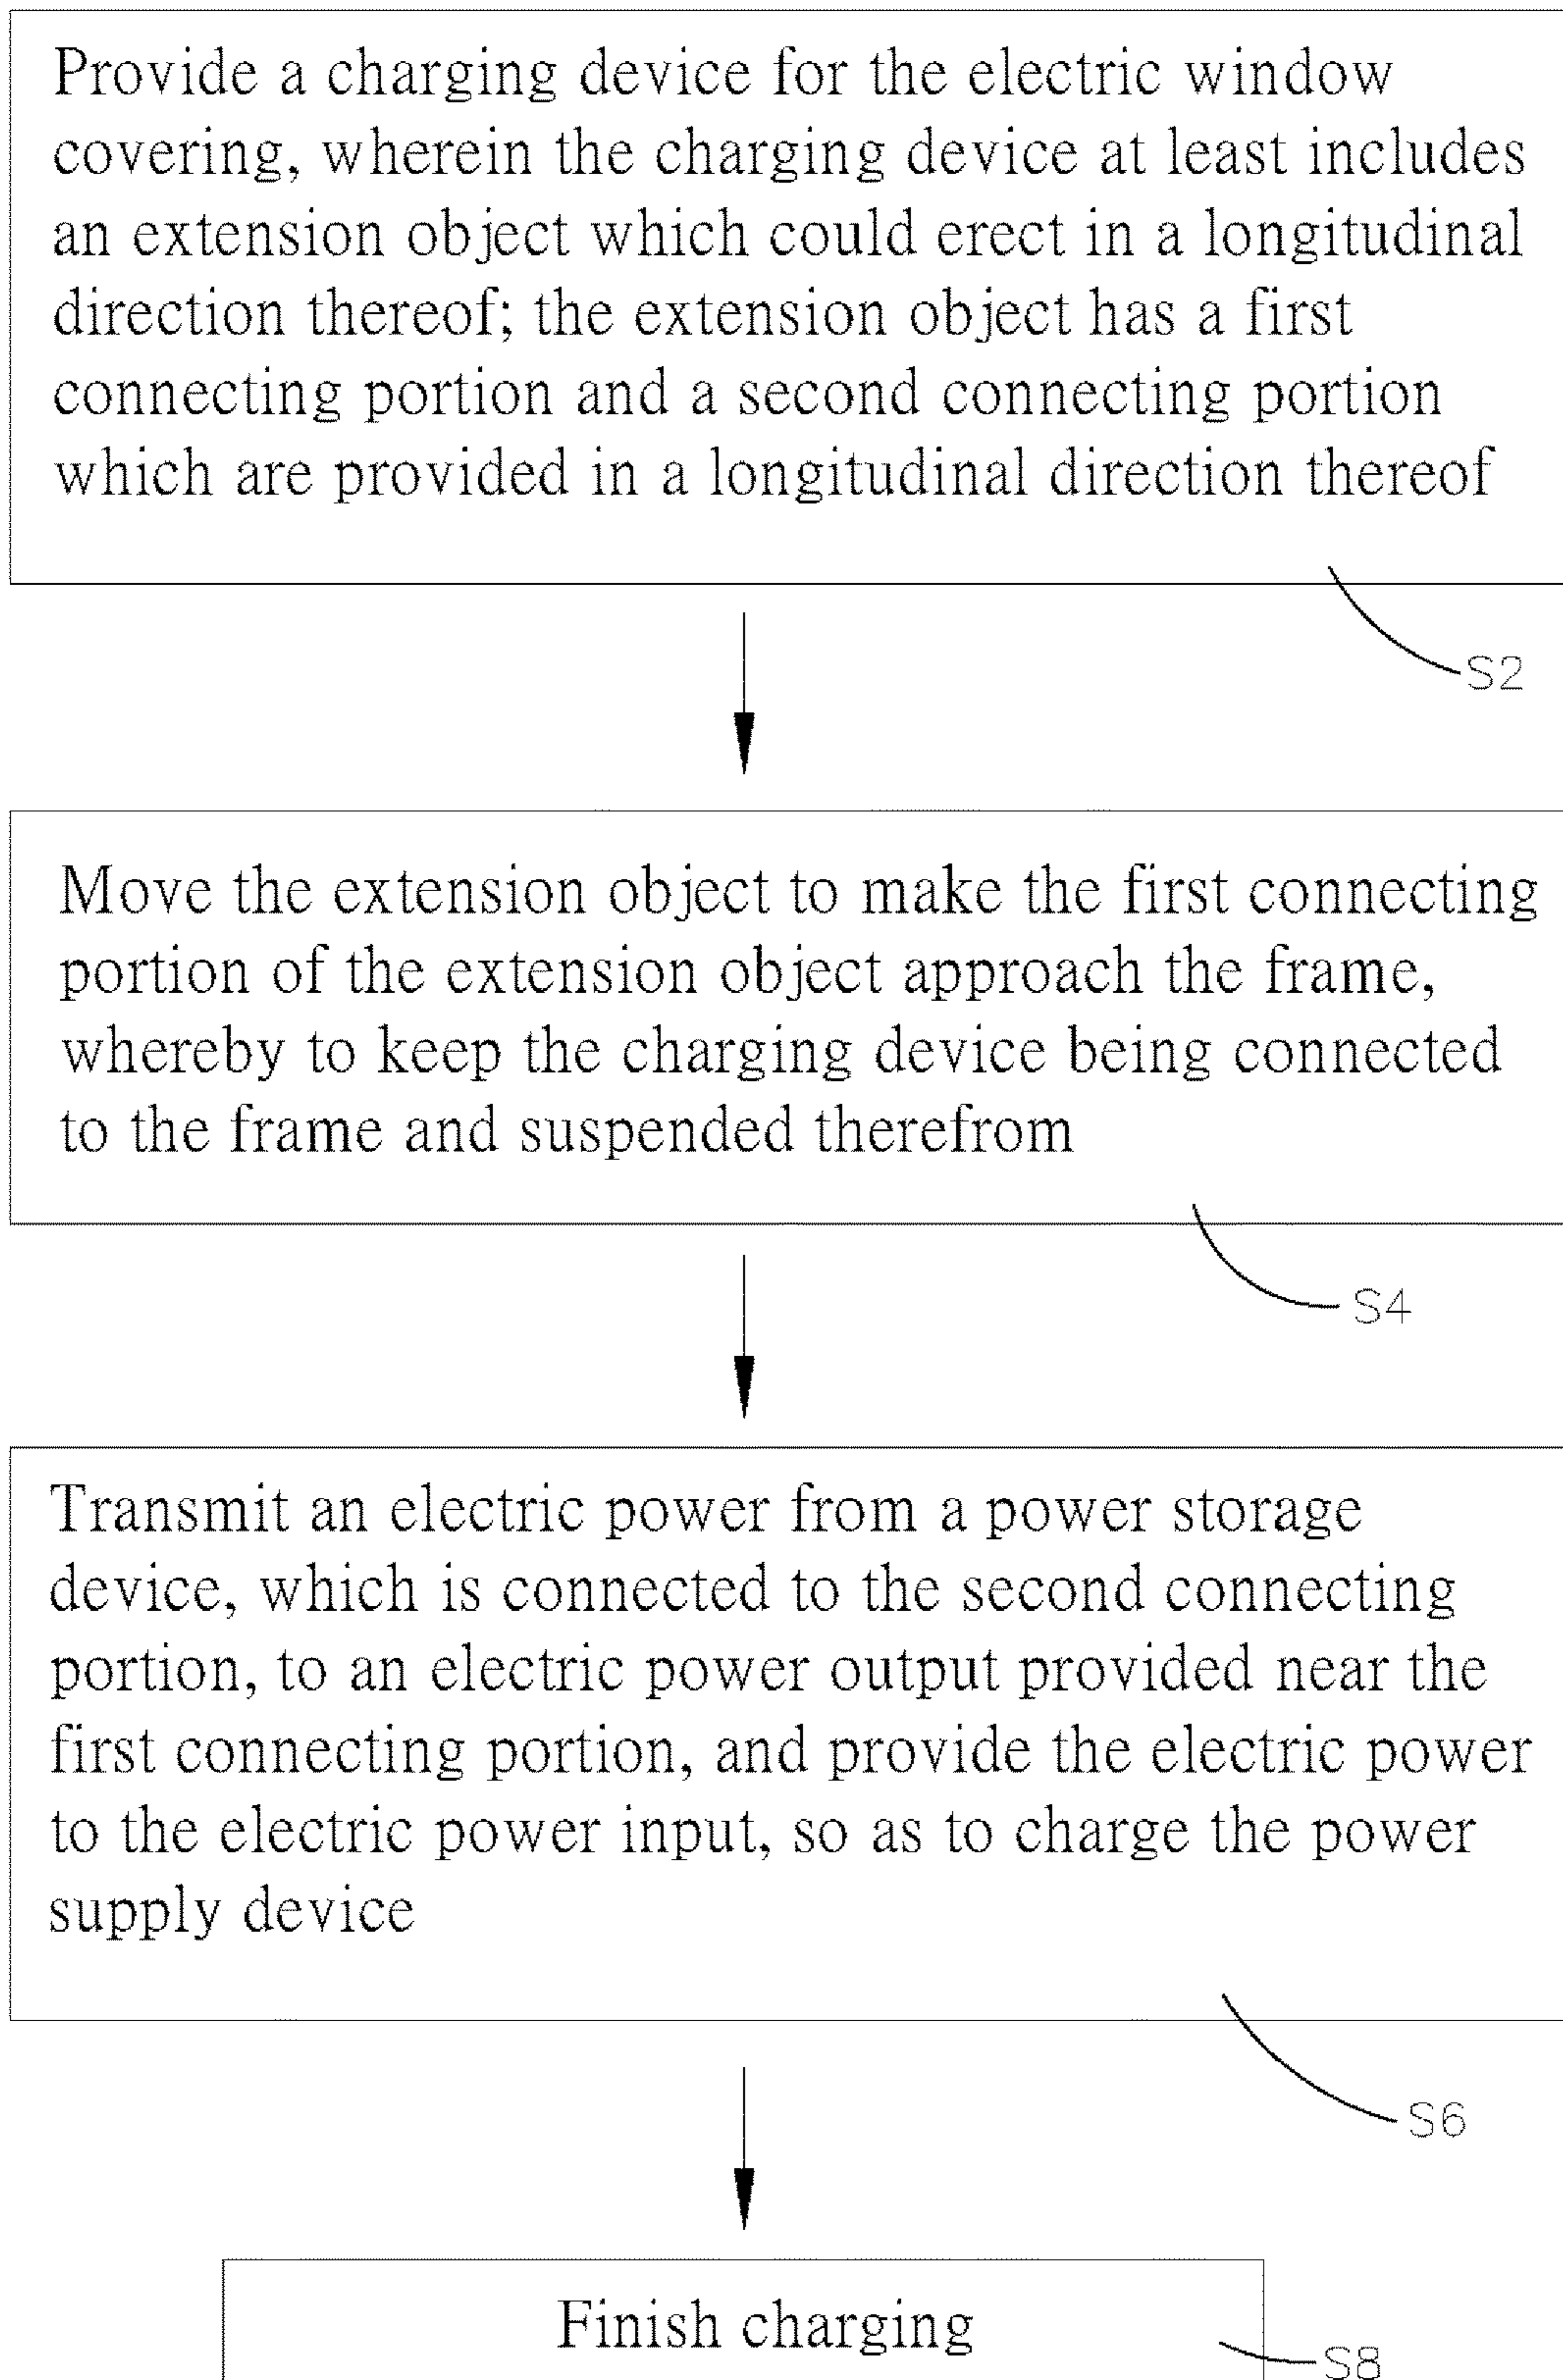 Provide a charging device for the electric window
covering, wherein the charging device at least includes
an extension object which could erect in a longitudinal
direction thereof; the extension object has a first
connecting portion and a second connecting portion
which are provided in a longitudinal direction thereof
S2
Move the extension object to make the first connecting
portion of the extension object approach the frame,
whereby to keep the charging device being connected
to the frame and suspended therefrom
S4
Transmit an electric power from a power storage
device, which is connected to the second connecting
portion, to an electric power output provided near the
first connecting portion, and provide the electric power
to the electric power input, so as to charge the power
supply device
S6
Finish charging
S8